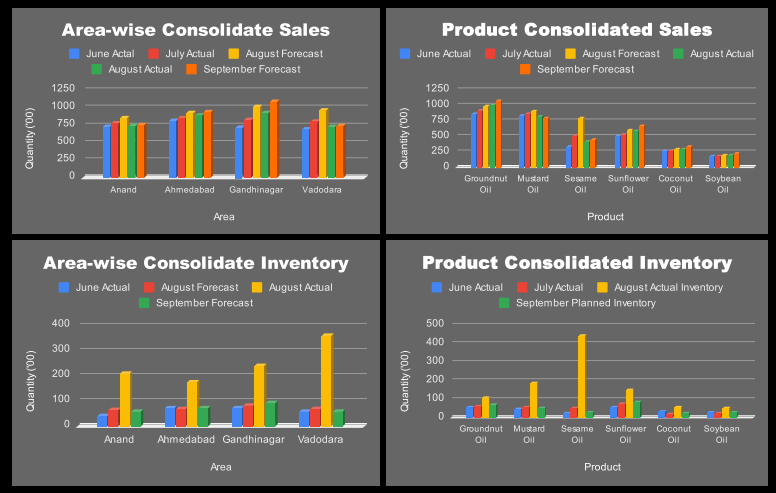 Area-wise Consolidate Sales
June Actal July Actual August Forecast
August Actual September Forecast
Quantity ('00)
1250
1000
750
500
250
0
Anand Ahmedabad Gandhinagar Vadodara
Area
Product Consolidated Sales
June Actual July Actual August Forecast August Actual
September Forecast
Quantity ('00)
1250
1000
750
500
250
0
Groundnut Mustard Sesame Sunflower Coconut Soybean
Oil Oil Oil Oil Oil Oil
Product
Area-wise Consolidate Inventory
June Actual August Forecast August Actual
September Forecast
Quantity ('00)
400
300
200
100
0
Anand Ahmedabad Gandhinagar Vadodara
Area
Product Consolidated Inventory
June Actual July Actual August Actual Inventory
September Planned Inventory
Quantity ('00)
500
400
300
200
100
0
Groundnut Mustard Sesame Sunflower Coconut Soybean
Oil Oil Oil Oil Oil Oil
Product